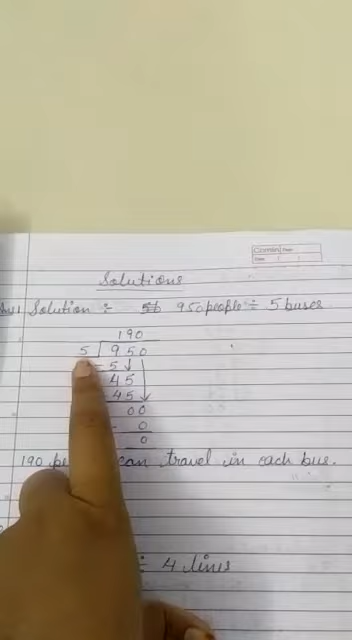 Solutions
Solution ÷ 950 people ÷ 5 buses
190
5 950
- 5
45
45
00
- 0
0
190 can travel in each bus.
÷ 4 lines